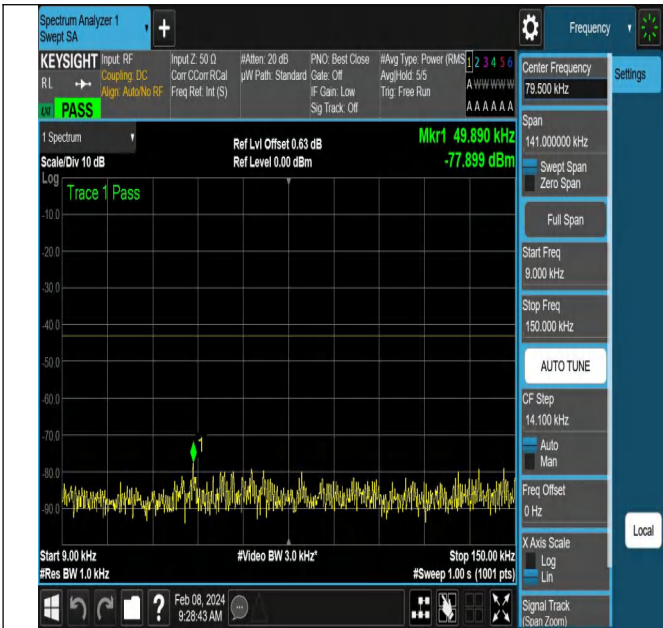 Spectrum Analyzer 1
Swept SA
+
Frequency
KEYSIGHT
RL
PASS
Input: RF
Coupling: DC
Align: Auto/No RF
Input Z: 50 Ω
Corr CCorr RCal
Freq Ref: Int (S)
#Atten: 20 dB
µW Path: Standard
PNO: Best Close
Gate: Off
IF Gain: Low
Sig Track: Off
#Avg Type: Power (RMS
Avg|Hold: 5/5
Trig: Free Run
1 2 3 4 5 6
A W W W W W
A A A A A A
1 Spectrum
Scale/Div 10 dB
Log
Ref Lvl Offset 0.63 dB
Ref Level 0.00 dBm
Mkr1 49.890 kHz
-77.899 dBm
Trace 1 Pass
-10.0
-20.0
-30.0
-40.0
-50.0
-60.0
-70.0
-80.0
-90.0
1
Start 9.00 kHz
#Res BW 1.0 kHz
#Video BW 3.0 kHz*
Stop 150.00 kHz
#Sweep 1.00 s (1001 pts)
?
Feb 08, 2024
9:28:43 AM
Center Frequency
79.500 kHz
Settings
Span
141.000000 kHz
Swept Span
Zero Span
Full Span
Start Freq
9.000 kHz
Stop Freq
150.000 kHz
AUTO TUNE
CF Step
14.100 kHz
Auto
Man
Freq Offset
0 Hz
Local
X Axis Scale
Log
Lin
Signal Track
(Span Zoom)